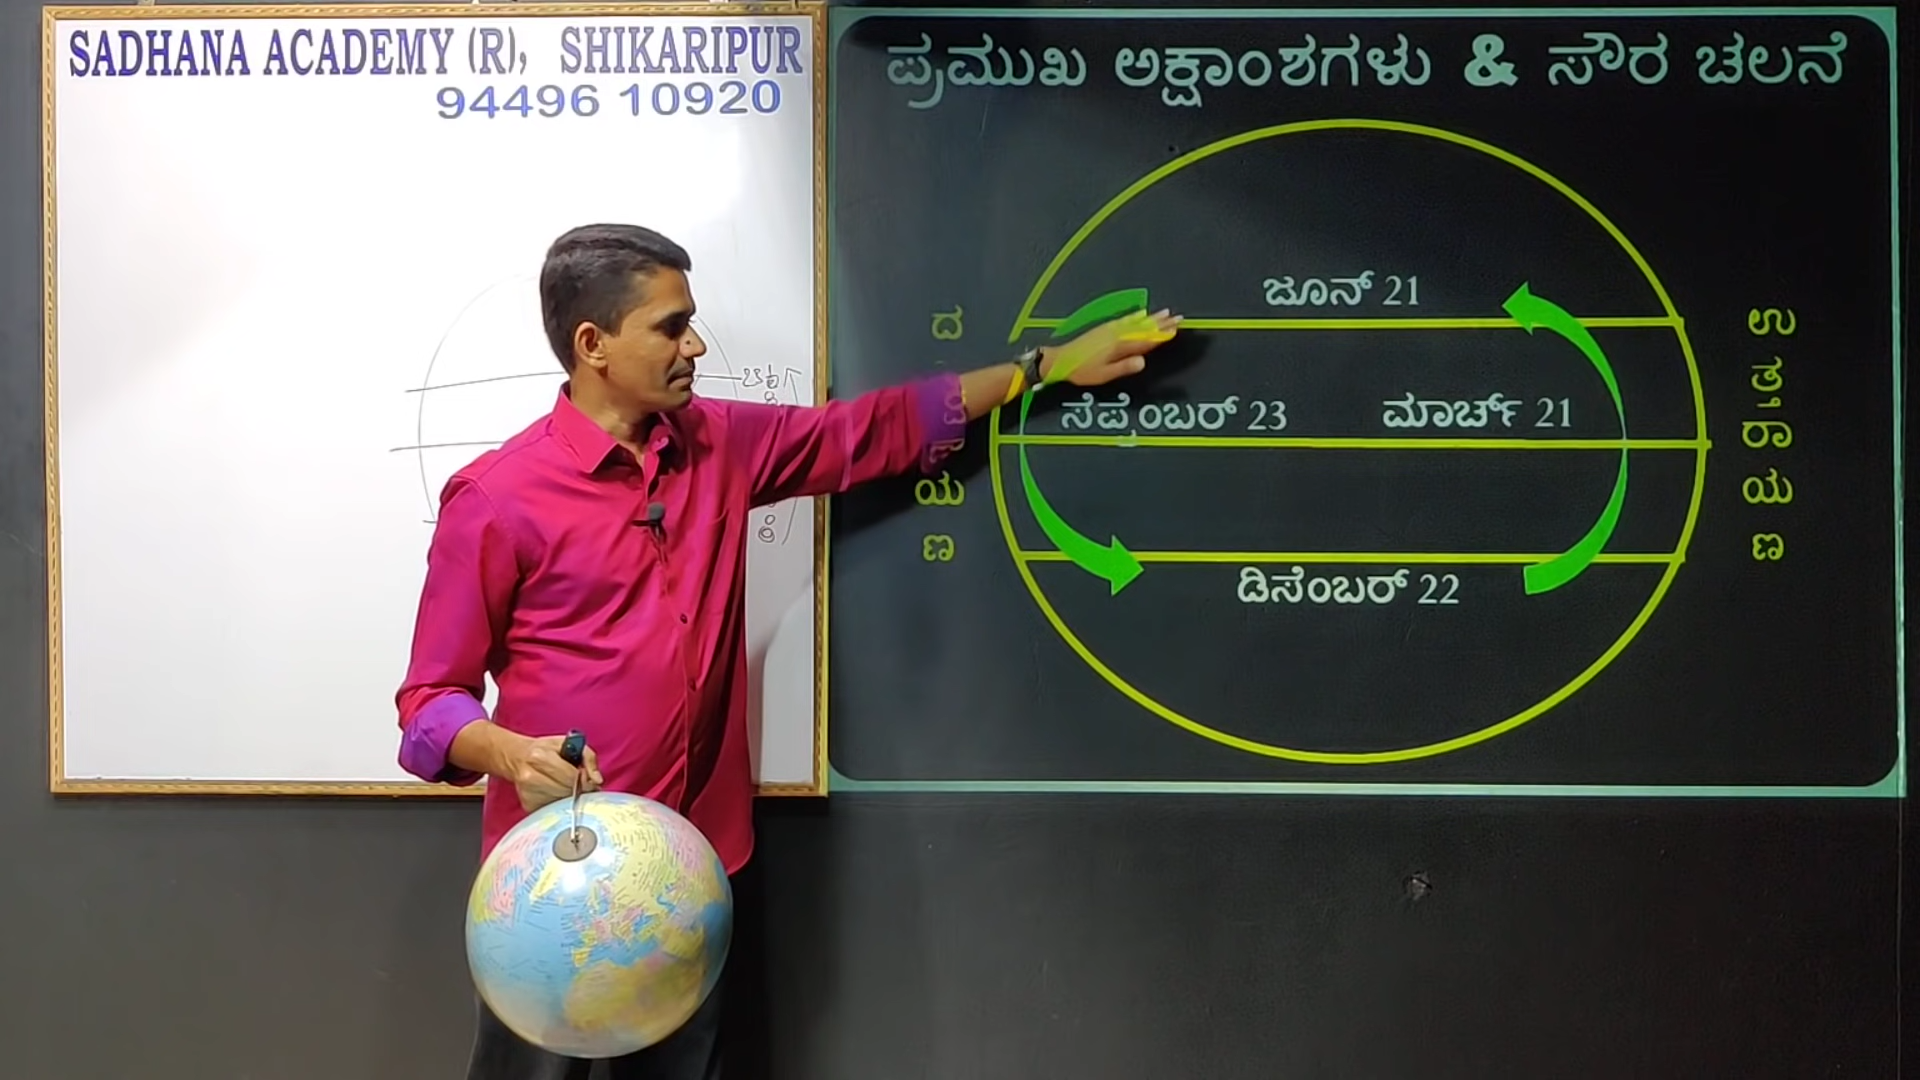 SADHANA ACADEMY (R), SHIKARIPUR
94496 10920
ಪ್ರಮುಖ ಅಕ್ಷಾಂಶಗಳು & ಸೌರ ಚಲನೆ
ಜೂನ್ 21
ಸೆಪ್ಟೆಂಬರ್ 23 ಮಾರ್ಚ್ 21
ಡಿಸೆಂಬರ್ 22
ಉತ್ತರಾಯಣ